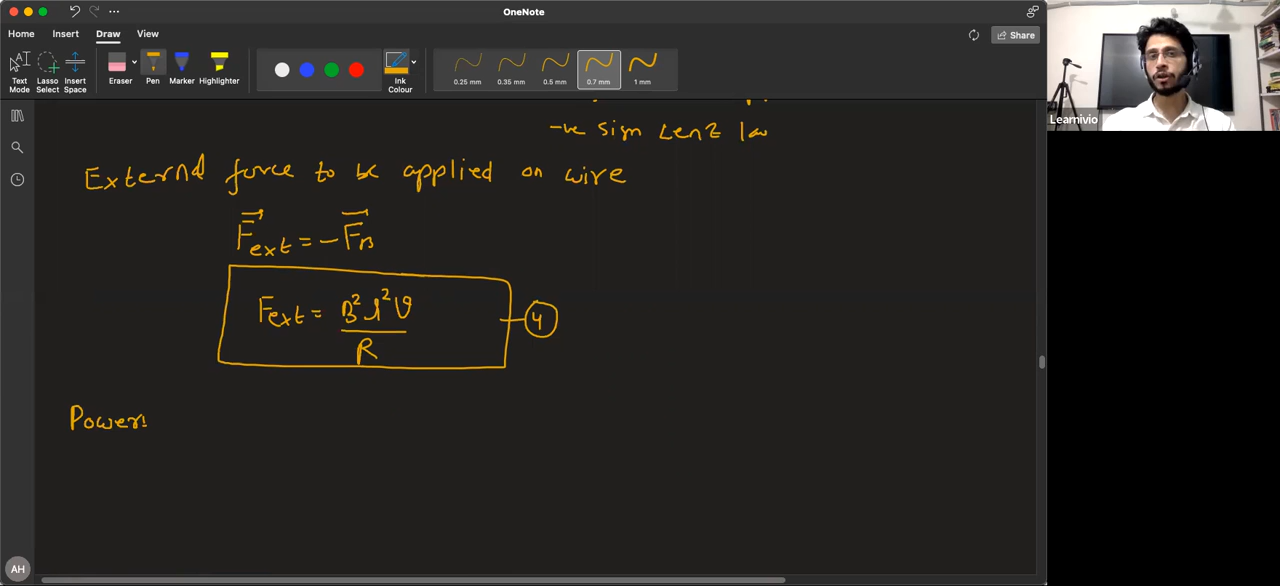 OneNote
Home Insert Draw View
Share
Text Mode
Lasso Select
Insert Space
Eraser
Pen
Marker
Highlighter
Ink Colour
0.25 mm
0.35 mm
0.5 mm
0.7 mm
1 mm
Learnivio
-ve sign Lenz law
External force to be applied on wire
F⃗ext = -F⃗B
Fext = B²l²v/R
4
Power:
AH